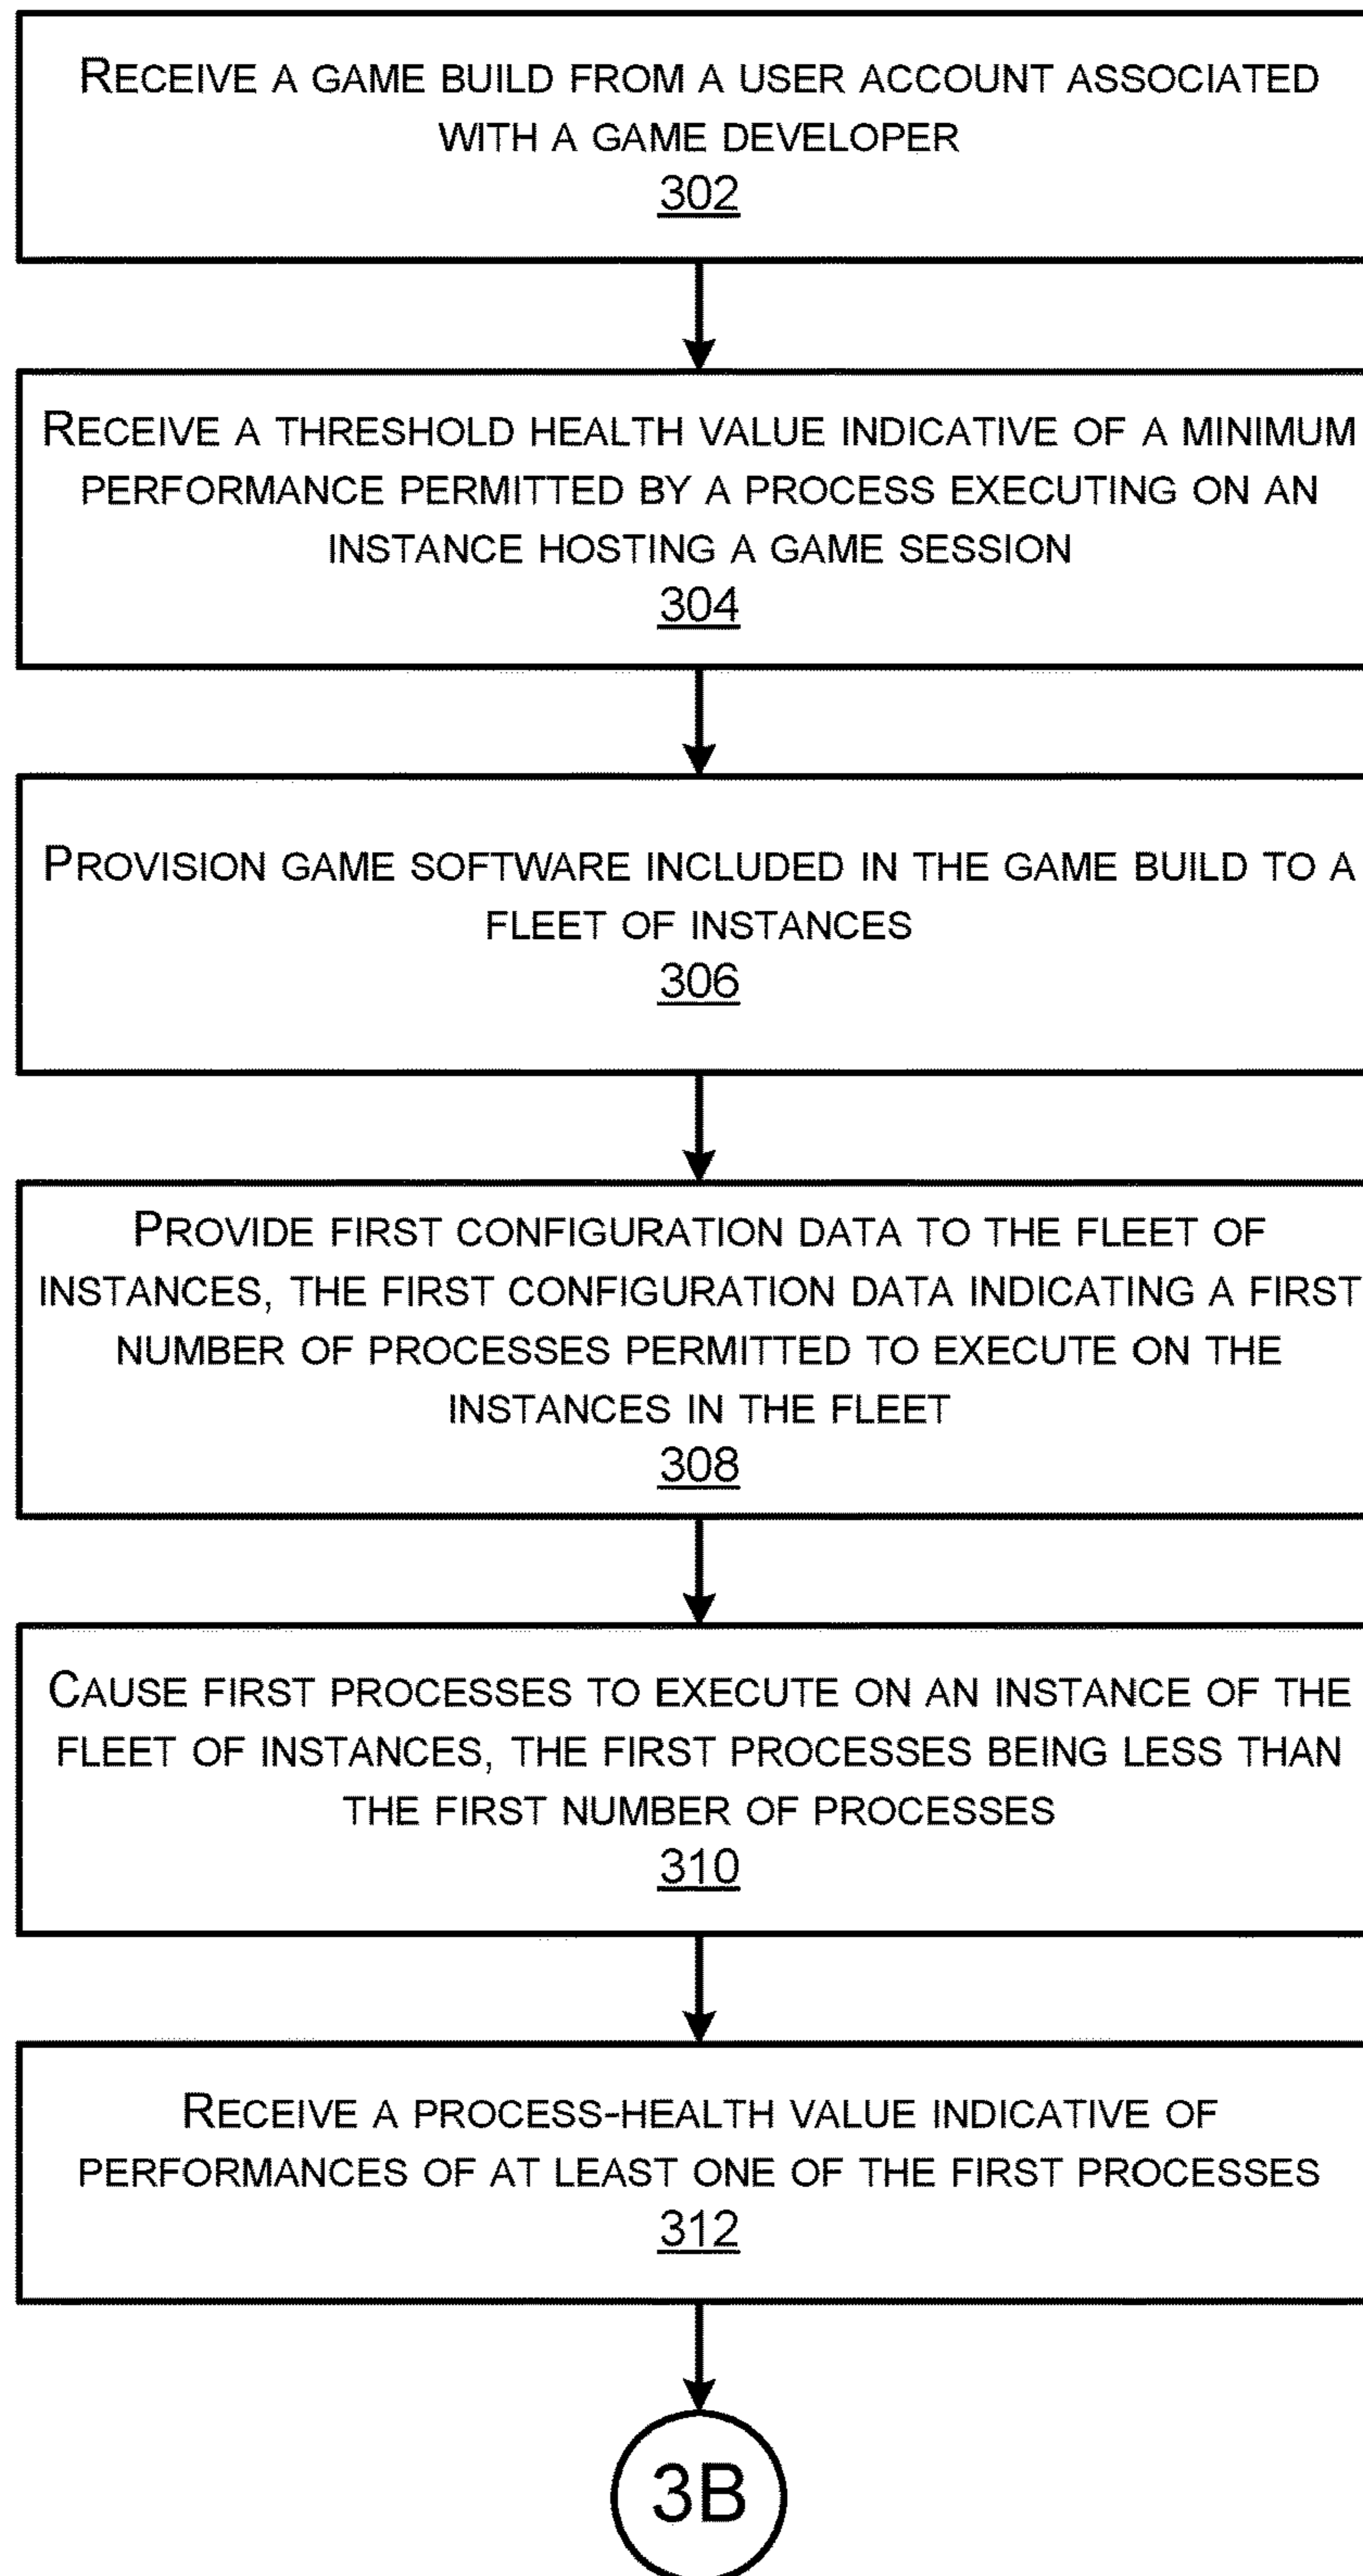 RECEIVE A GAME BUILD FROM A USER ACCOUNT ASSOCIATED
WITH A GAME DEVELOPER
302
RECEIVE A THRESHOLD HEALTH VALUE INDICATIVE OF A MINIMUM
PERFORMANCE PERMITTED BY A PROCESS EXECUTING ON AN
INSTANCE HOSTING A GAME SESSION
304
PROVISION GAME SOFTWARE INCLUDED IN THE GAME BUILD TO A
FLEET OF INSTANCES
306
PROVIDE FIRST CONFIGURATION DATA TO THE FLEET OF
INSTANCES, THE FIRST CONFIGURATION DATA INDICATING A FIRST
NUMBER OF PROCESSES PERMITTED TO EXECUTE ON THE
INSTANCES IN THE FLEET
308
CAUSE FIRST PROCESSES TO EXECUTE ON AN INSTANCE OF THE
FLEET OF INSTANCES, THE FIRST PROCESSES BEING LESS THAN
THE FIRST NUMBER OF PROCESSES
310
RECEIVE A PROCESS-HEALTH VALUE INDICATIVE OF
PERFORMANCES OF AT LEAST ONE OF THE FIRST PROCESSES
312
3B